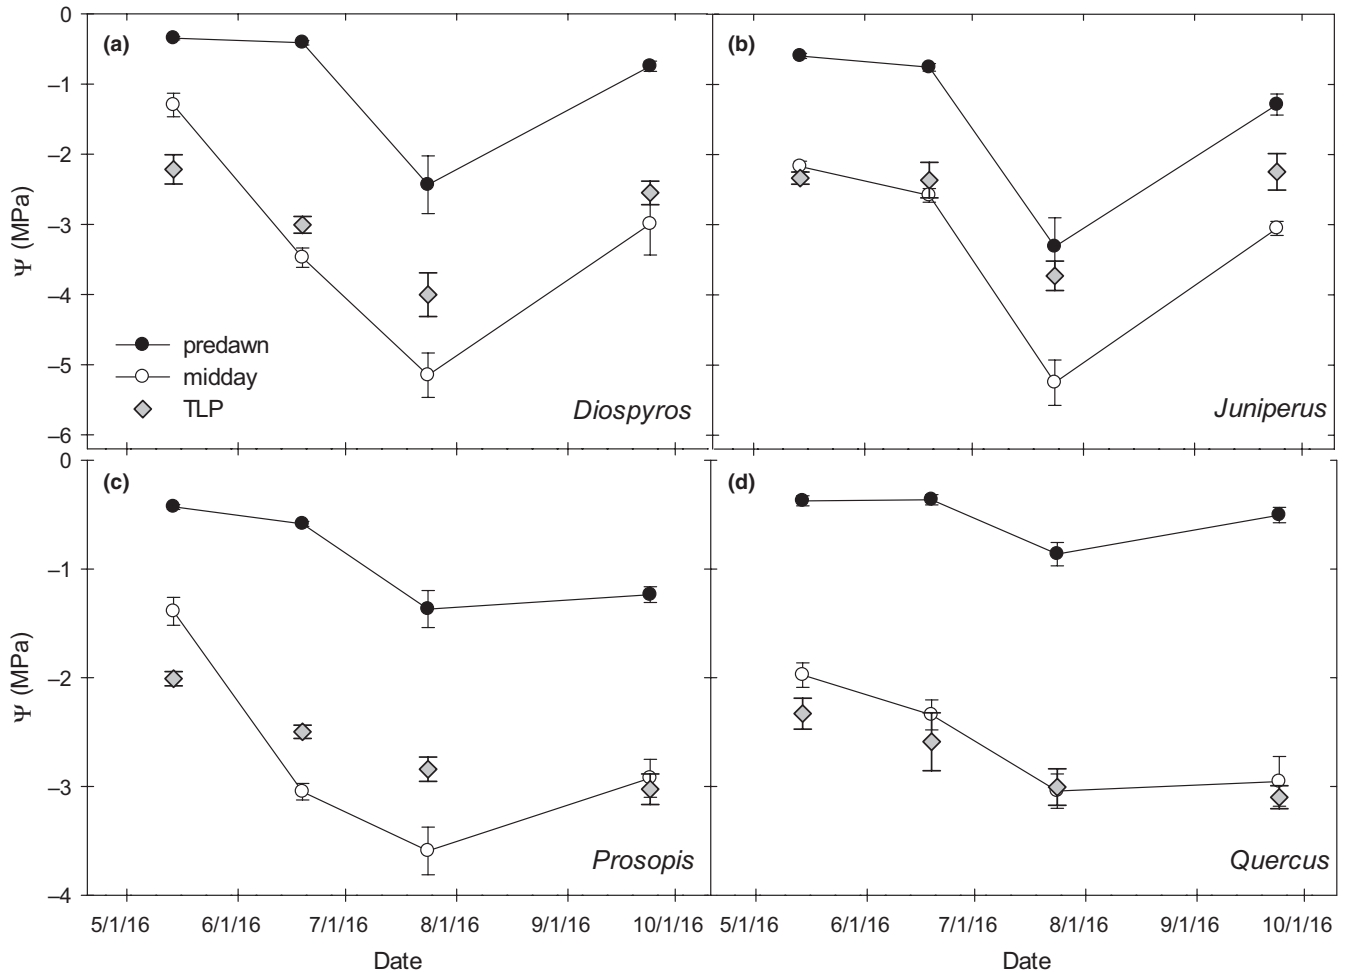 0
(a)
(b)
–1
–2
–3
–4
–5
–6
Ψ (MPa)
predawn
midday
TLP
Diospyros
Juniperus
0
(c)
(d)
–1
–2
–3
–4
Ψ (MPa)
Prosopis
Quercus
5/1/16 6/1/16 7/1/16 8/1/16 9/1/16 10/1/16 5/1/16 6/1/16 7/1/16 8/1/16 9/1/16 10/1/16
Date Date